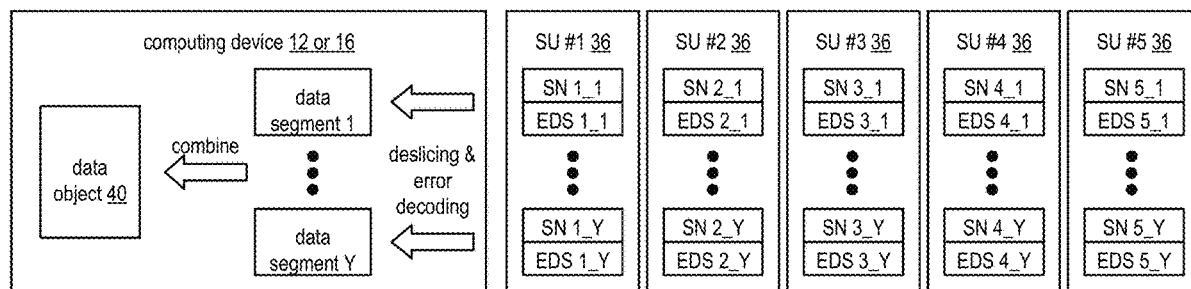 computing device 12 or 16
data
segment 1
combine
data
object 40
deslicing &
error
decoding
data
segment Y
SU #1 36
SN 1_1
EDS 1_1
SN 1_Y
EDS 1_Y
SU #2 36
SN 2_1
EDS 2_1
SN 2_Y
EDS 2_Y
SU #3 36
SN 3_1
EDS 3_1
SN 3_Y
EDS 3_Y
SU #4 36
SN 4_1
EDS 4_1
SN 4_Y
EDS 4_Y
SU #5 36
SN 5_1
EDS 5_1
SN 5_Y
EDS 5_Y